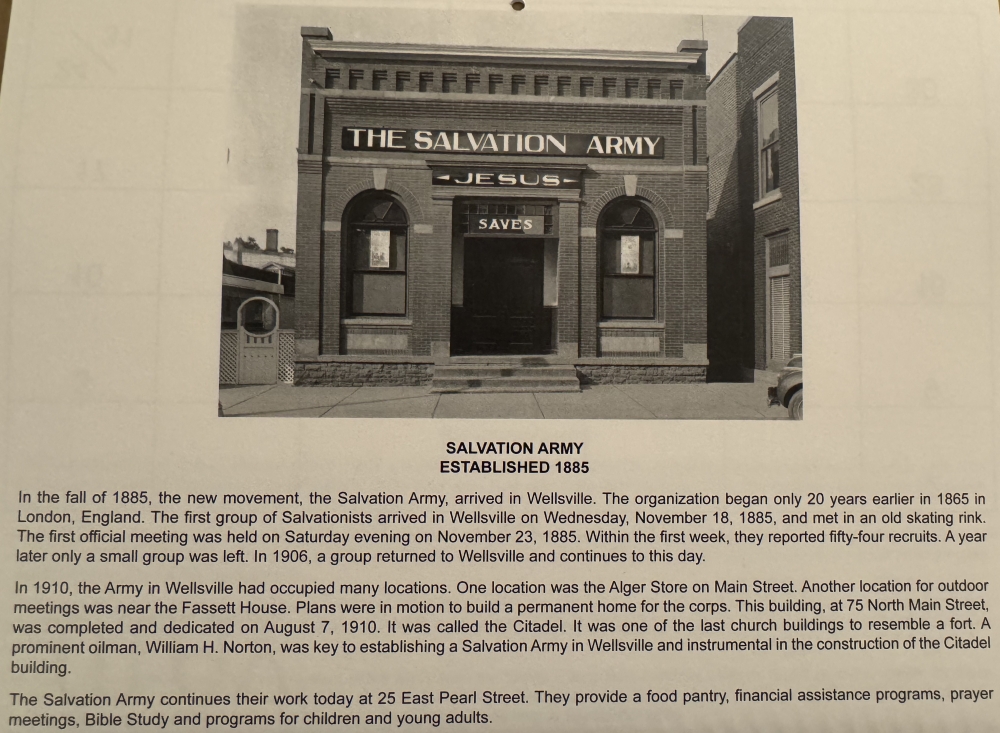 THE SALVATION ARMY
JESUS
SAVES
SALVATION ARMY
ESTABLISHED 1885
In the fall of 1885, the new movement, the Salvation Army, arrived in Wellsville. The organization began only 20 years earlier in 1865 in
London, England. The first group of Salvationists arrived in Wellsville on Wednesday, November 18, 1885, and met in an old skating rink.
The first official meeting was held on Saturday evening on November 23, 1885. Within the first week, they reported fifty-four recruits. A year
later only a small group was left. In 1906, a group returned to Wellsville and continues to this day.
In 1910, the Army in Wellsville had occupied many locations. One location was the Alger Store on Main Street. Another location for outdoor
meetings was near the Fassett House. Plans were in motion to build a permanent home for the corps. This building, at 75 North Main Street,
was completed and dedicated on August 7, 1910. It was called the Citadel. It was one of the last church buildings to resemble a fort. A
prominent oilman, William H. Norton, was key to establishing a Salvation Army in Wellsville and instrumental in the construction of the Citadel
building.
The Salvation Army continues their work today at 25 East Pearl Street. They provide a food pantry, financial assistance programs, prayer
meetings, Bible Study and programs for children and young adults.